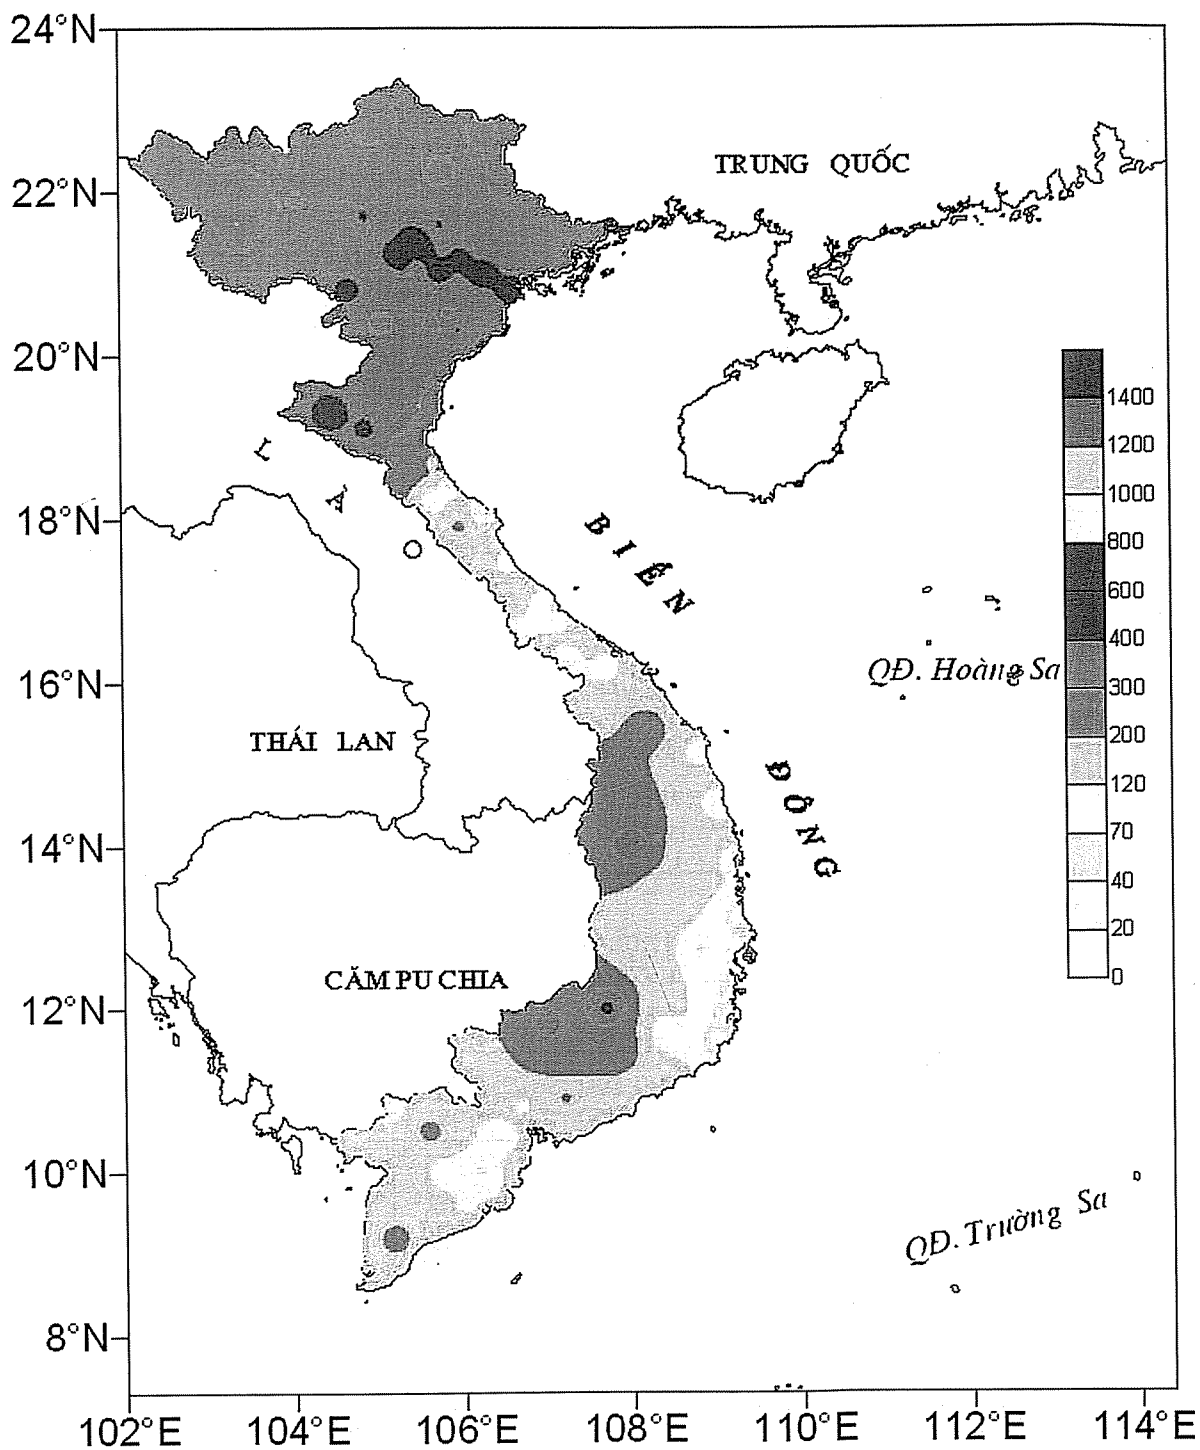 24°N
22°N
20°N
18°N
16°N
14°N
12°N
10°N
8°N
102°E 104°E 106°E 108°E 110°E 112°E 114°E
TRUNG QUỐC
L
À
O
BIỂN
ĐÔNG
THÁI LAN
CĂM PU CHIA
QĐ. Hoàng Sa
QĐ. Trường Sa
1400
1200
1000
800
600
400
300
200
120
70
40
20
0